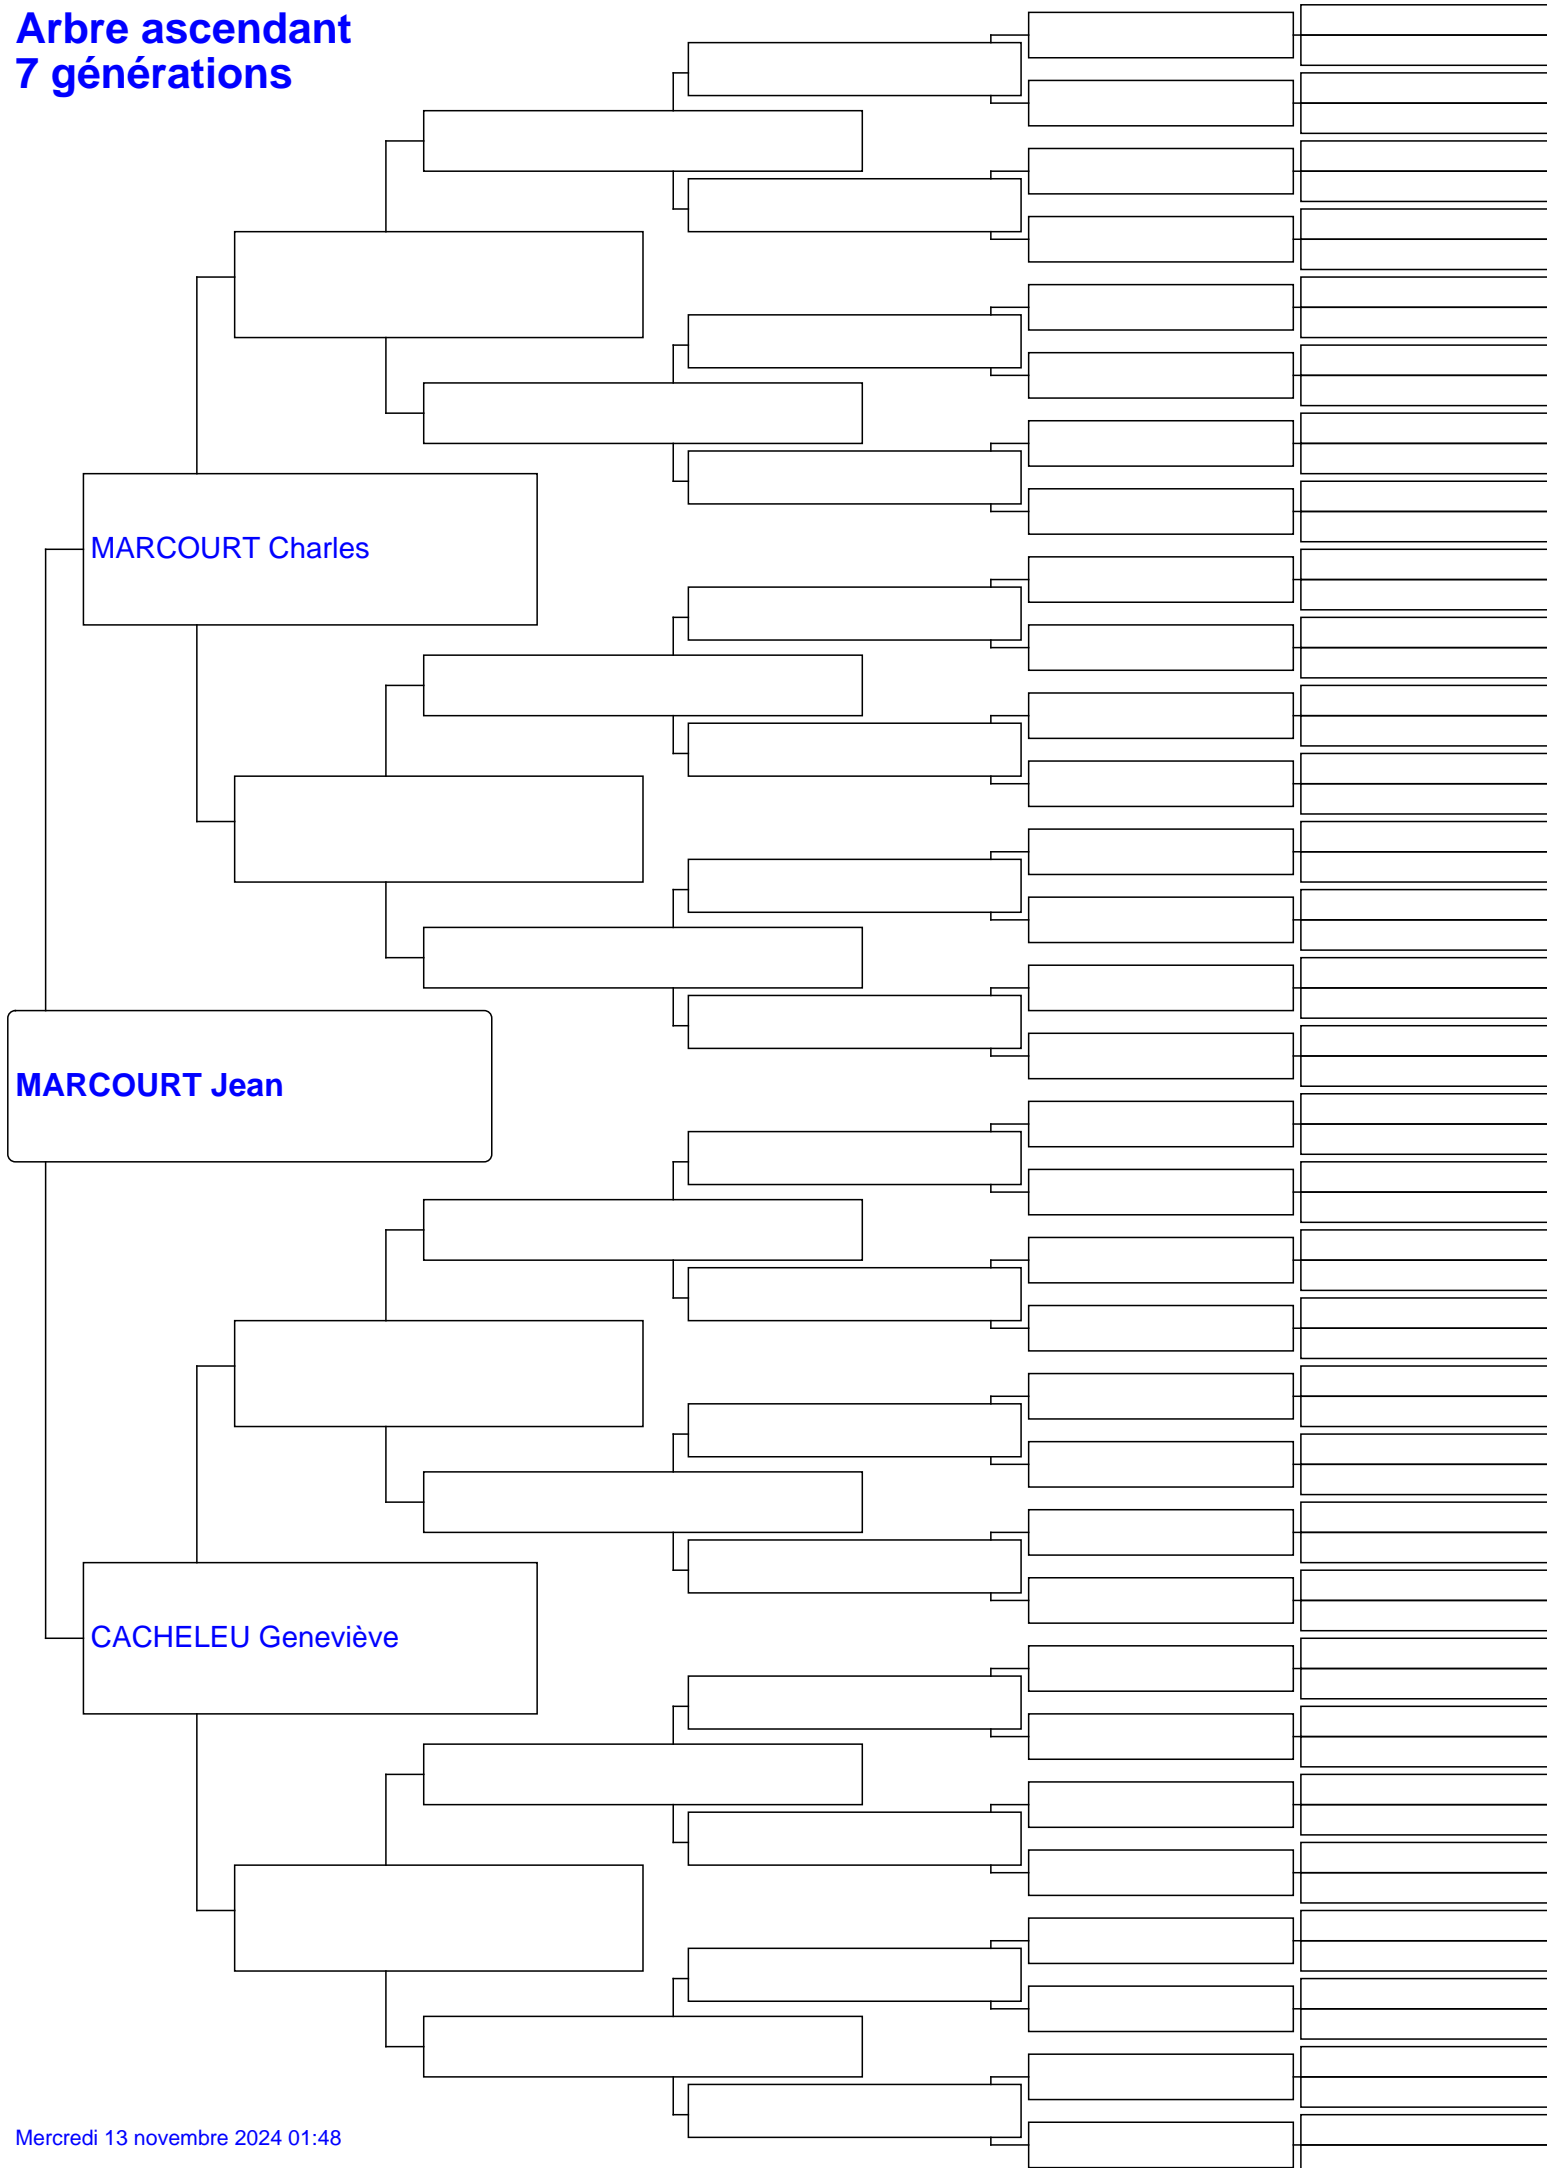 Arbre ascendant
7 générations
MARCOURT Charles
MARCOURT Jean
CACHELEU Geneviève
Mercredi 13 novembre 2024 01:48